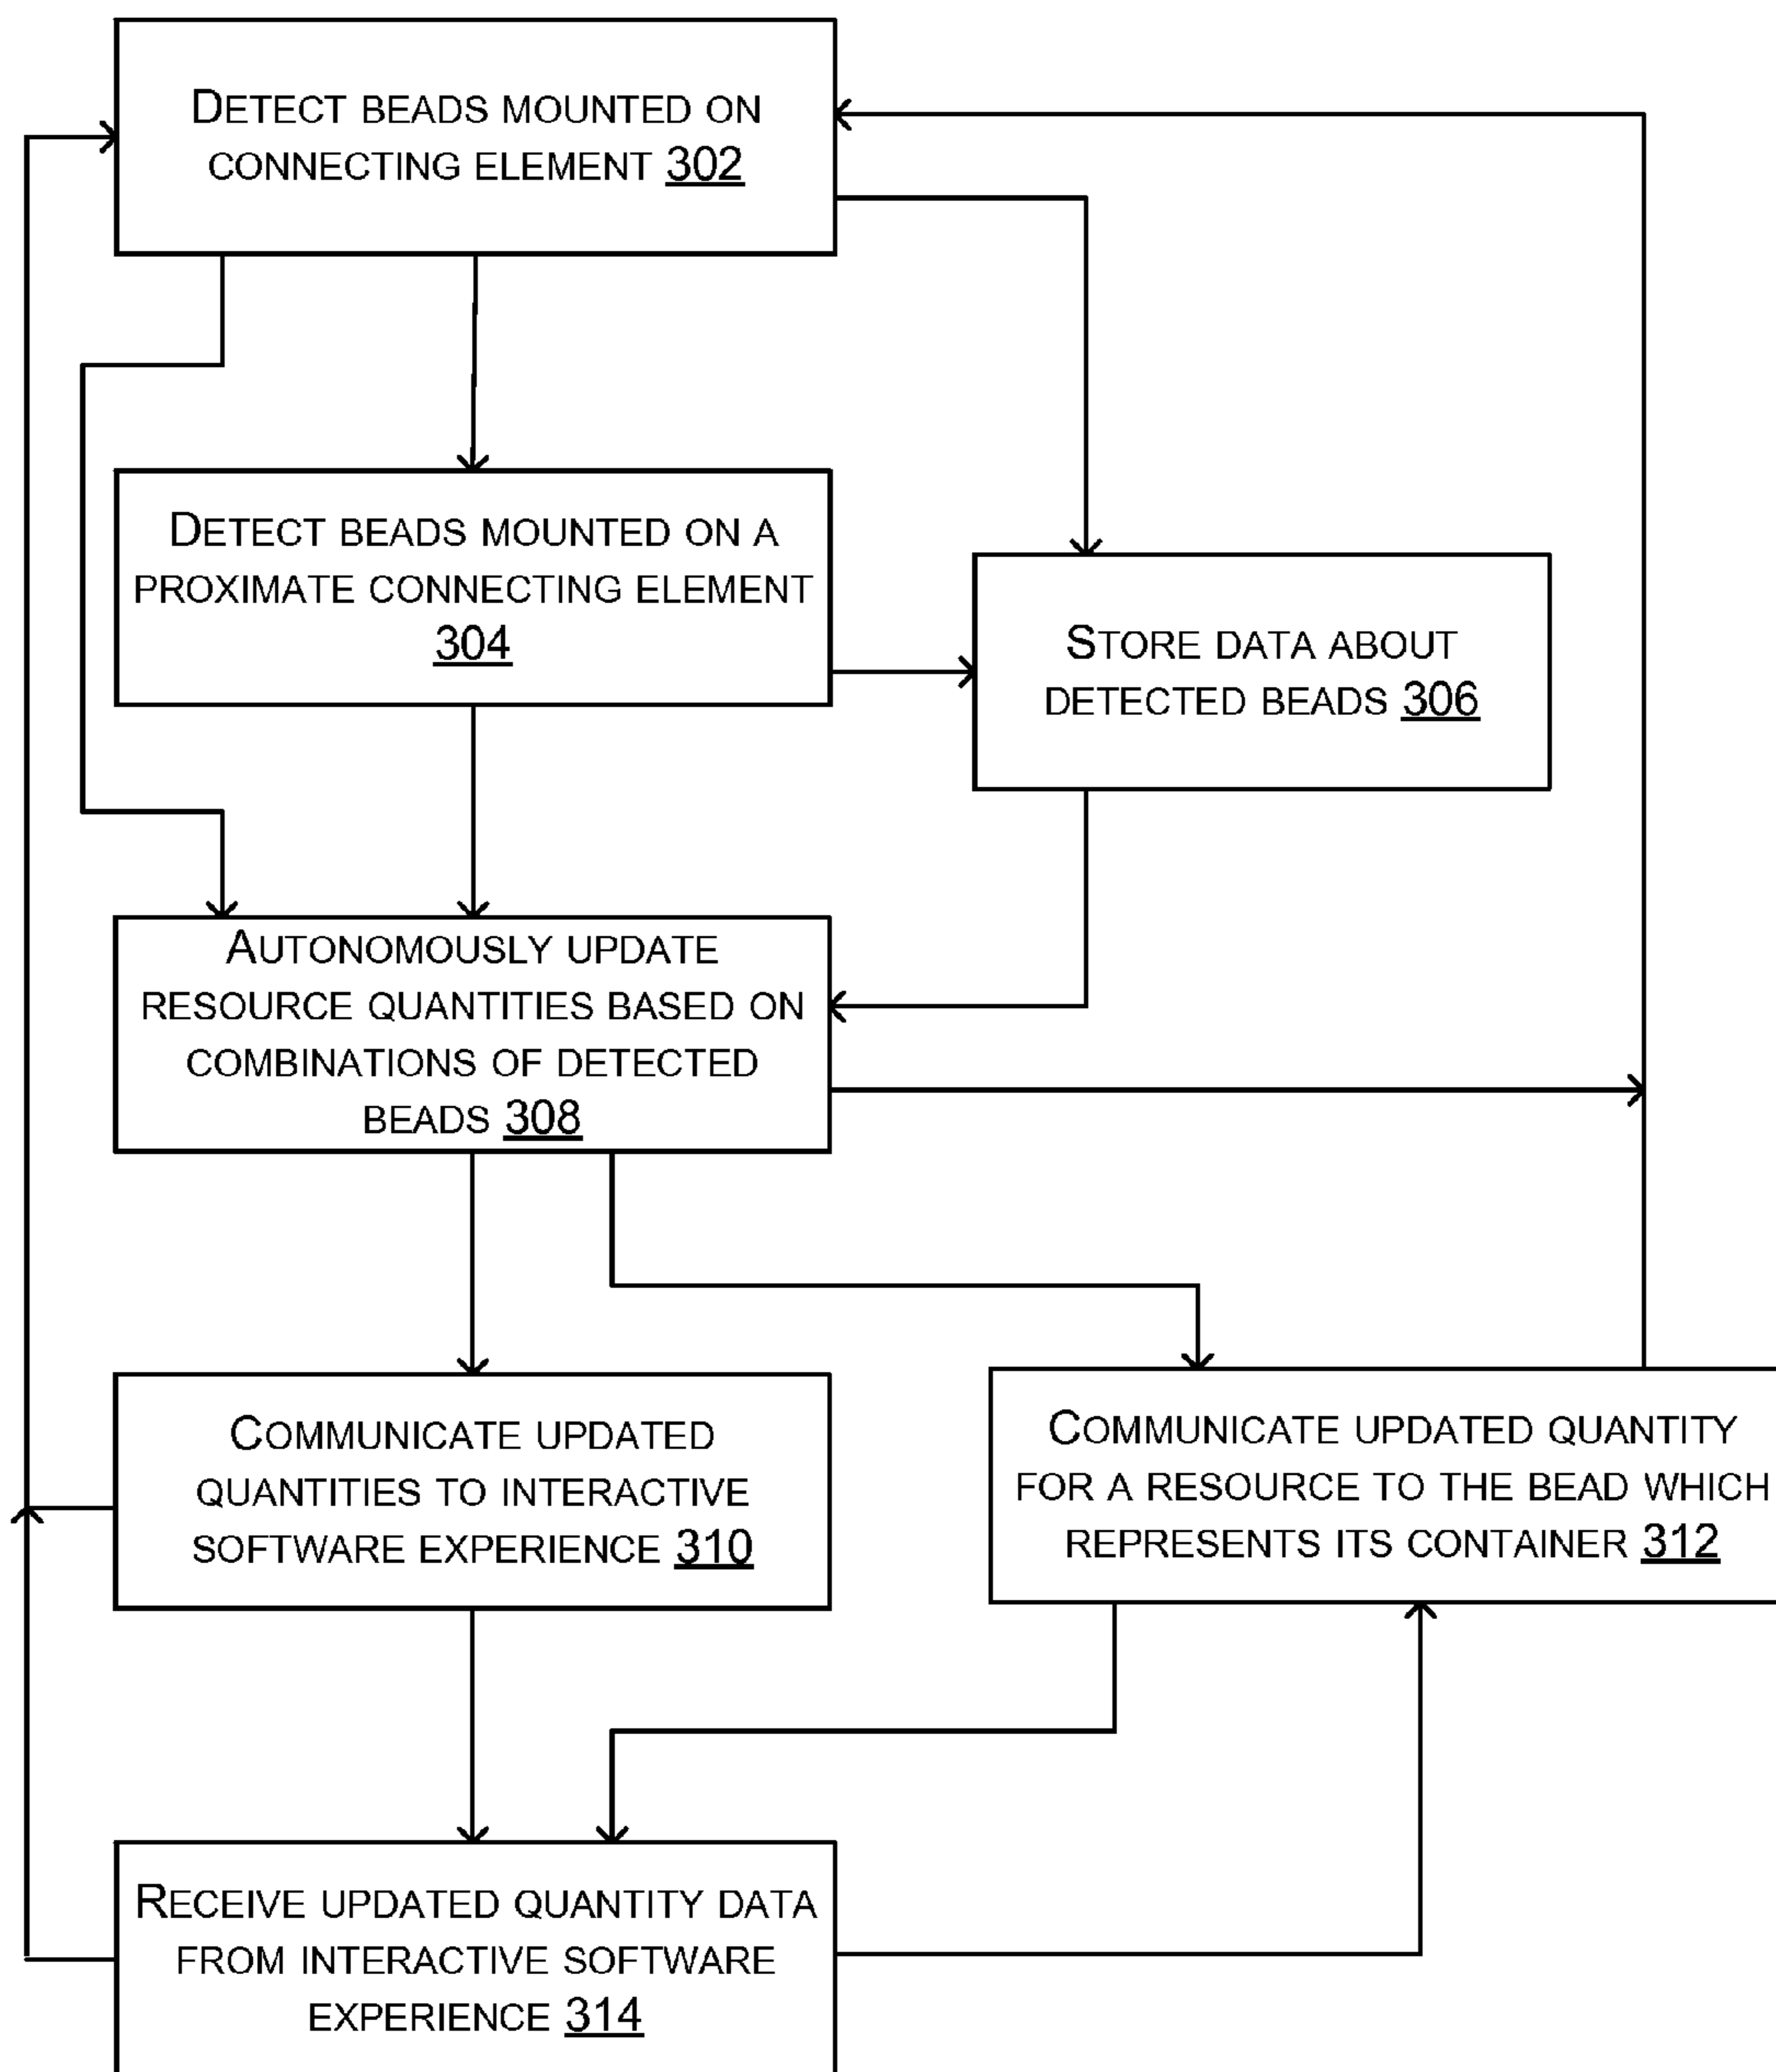 DETECT BEADS MOUNTED ON
CONNECTING ELEMENT 302
DETECT BEADS MOUNTED ON A
PROXIMATE CONNECTING ELEMENT
304
STORE DATA ABOUT
DETECTED BEADS 306
AUTONOMOUSLY UPDATE
RESOURCE QUANTITIES BASED ON
COMBINATIONS OF DETECTED
BEADS 308
COMMUNICATE UPDATED
QUANTITIES TO INTERACTIVE
SOFTWARE EXPERIENCE 310
COMMUNICATE UPDATED QUANTITY
FOR A RESOURCE TO THE BEAD WHICH
REPRESENTS ITS CONTAINER 312
RECEIVE UPDATED QUANTITY DATA
FROM INTERACTIVE SOFTWARE
EXPERIENCE 314